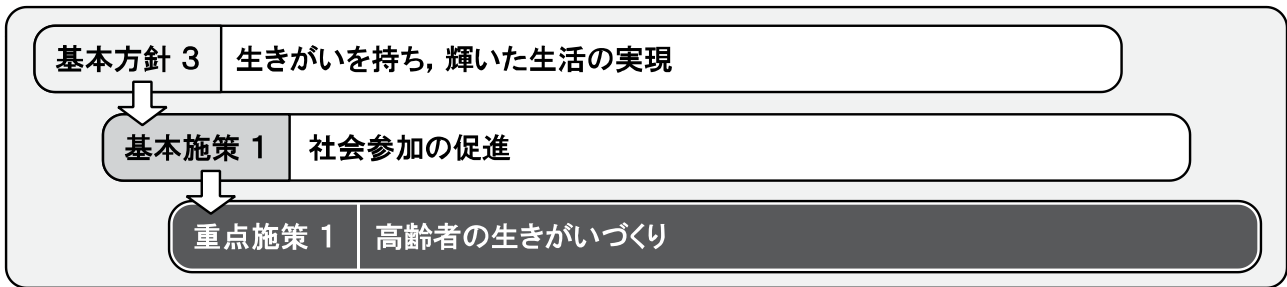 基本方針 3 生きがいを持ち，輝いた生活の実現
基本施策 1 社会参加の促進
重点施策 1 高齢者の生きがいづくり